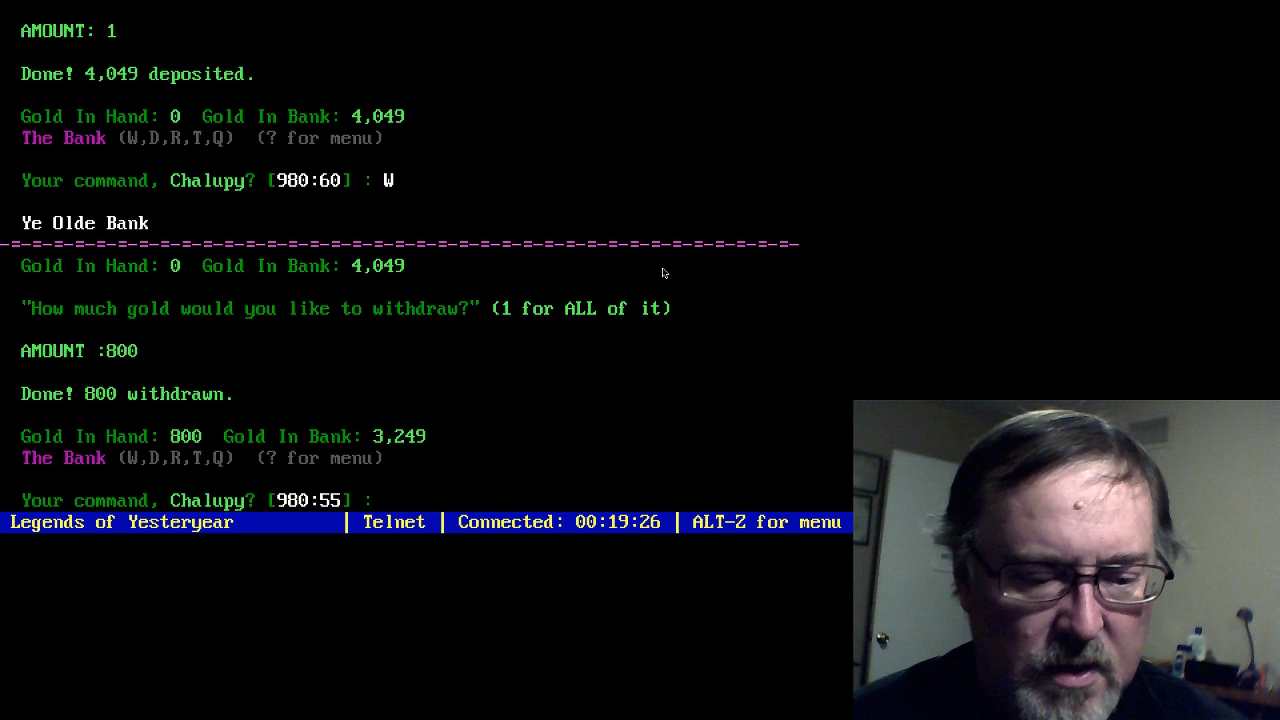 AMOUNT: 1
Done! 4,049 deposited.
Gold In Hand: 0  Gold In Bank: 4,049
The Bank (W,D,R,T,Q)  (? for menu)
Your command, Chalupy? [980:60] : W
Ye Olde Bank
-=-=-=-=-=-=-=-=-=-=-=-=-=-=-=-=-=-=-=-=-=-=-=-=-=-=-=-=-=-=-=-=-=-=-=-=-=-
Gold In Hand: 0  Gold In Bank: 4,049
"How much gold would you like to withdraw?" (1 for ALL of it)
AMOUNT :800
Done! 800 withdrawn.
Gold In Hand: 800  Gold In Bank: 3,249
The Bank (W,D,R,T,Q)  (? for menu)
Your command, Chalupy? [980:55] :
Legends of Yesteryear | Telnet | Connected: 00:19:26 | ALT-Z for menu